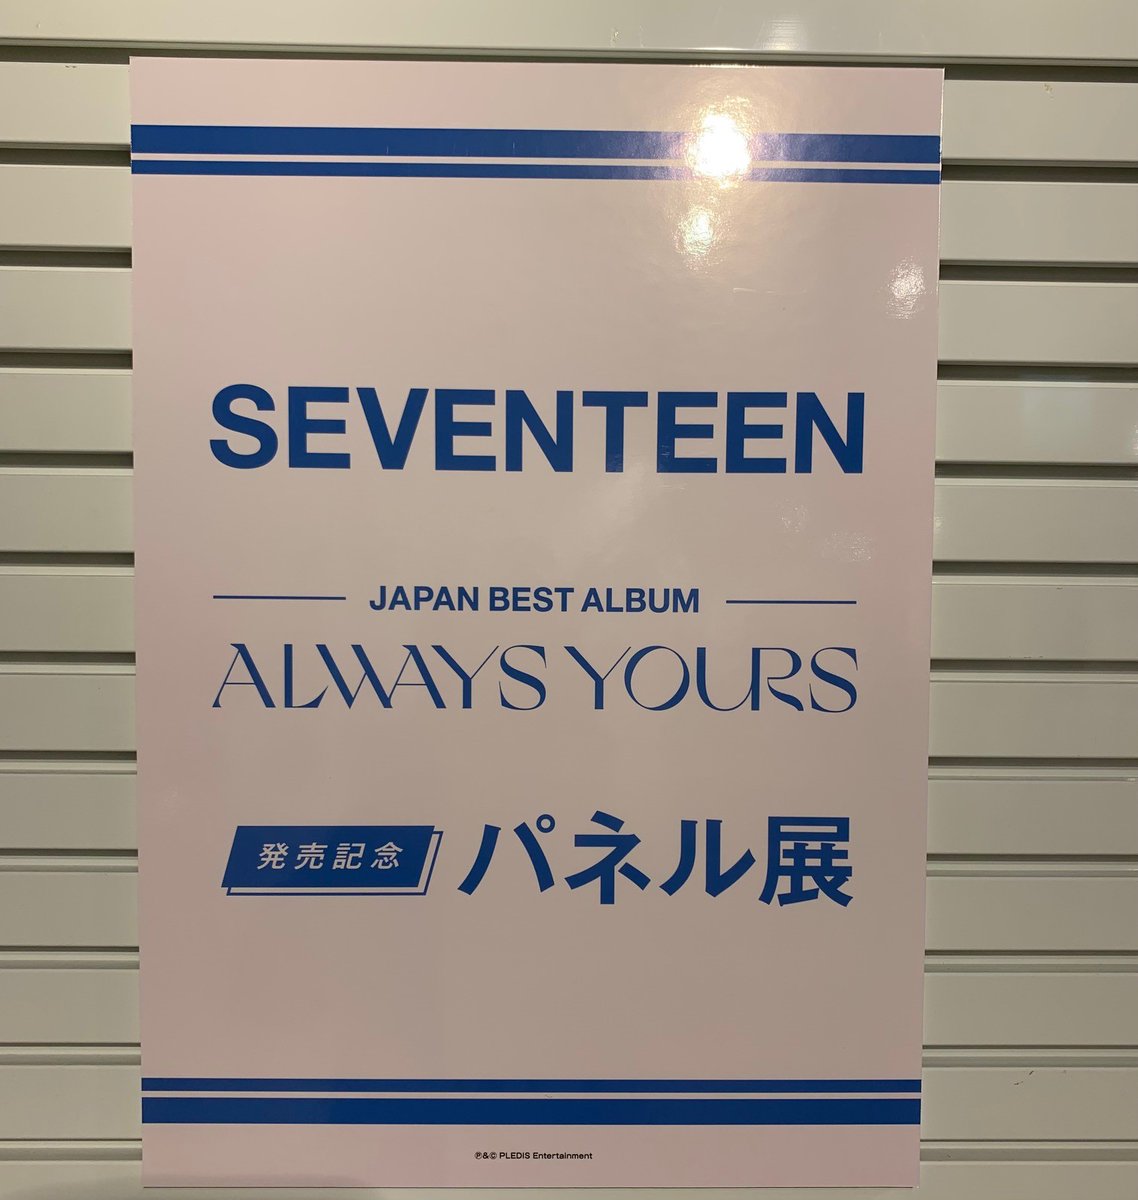 SEVENTEEN
JAPAN BEST ALBUM
ALWAYS YOURS
発売記念 パネル展
℗&© PLEDIS Entertainment